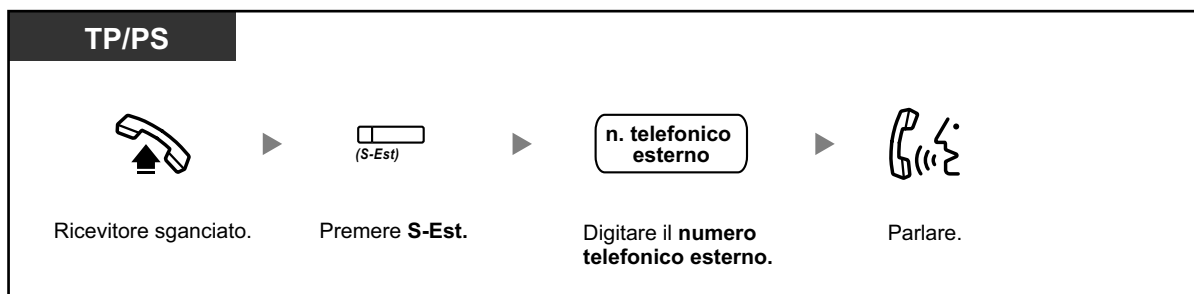 TP/PS
(S-Est)
n. telefonico
esterno
Ricevitore sganciato.
Premere S-Est.
Digitare il numero
telefonico esterno.
Parlare.